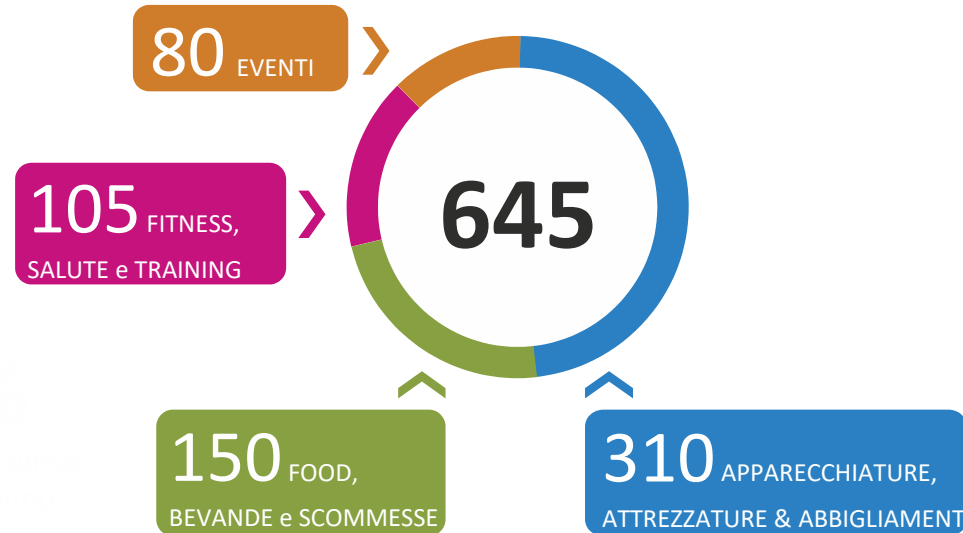 80 EVENTI
105 FITNESS,
SALUTE e TRAINING
645
150 FOOD,
BEVANDE e SCOMMESSE
310 APPARECCHIATURE,
ATTREZZATURE & ABBIGLIAMENT